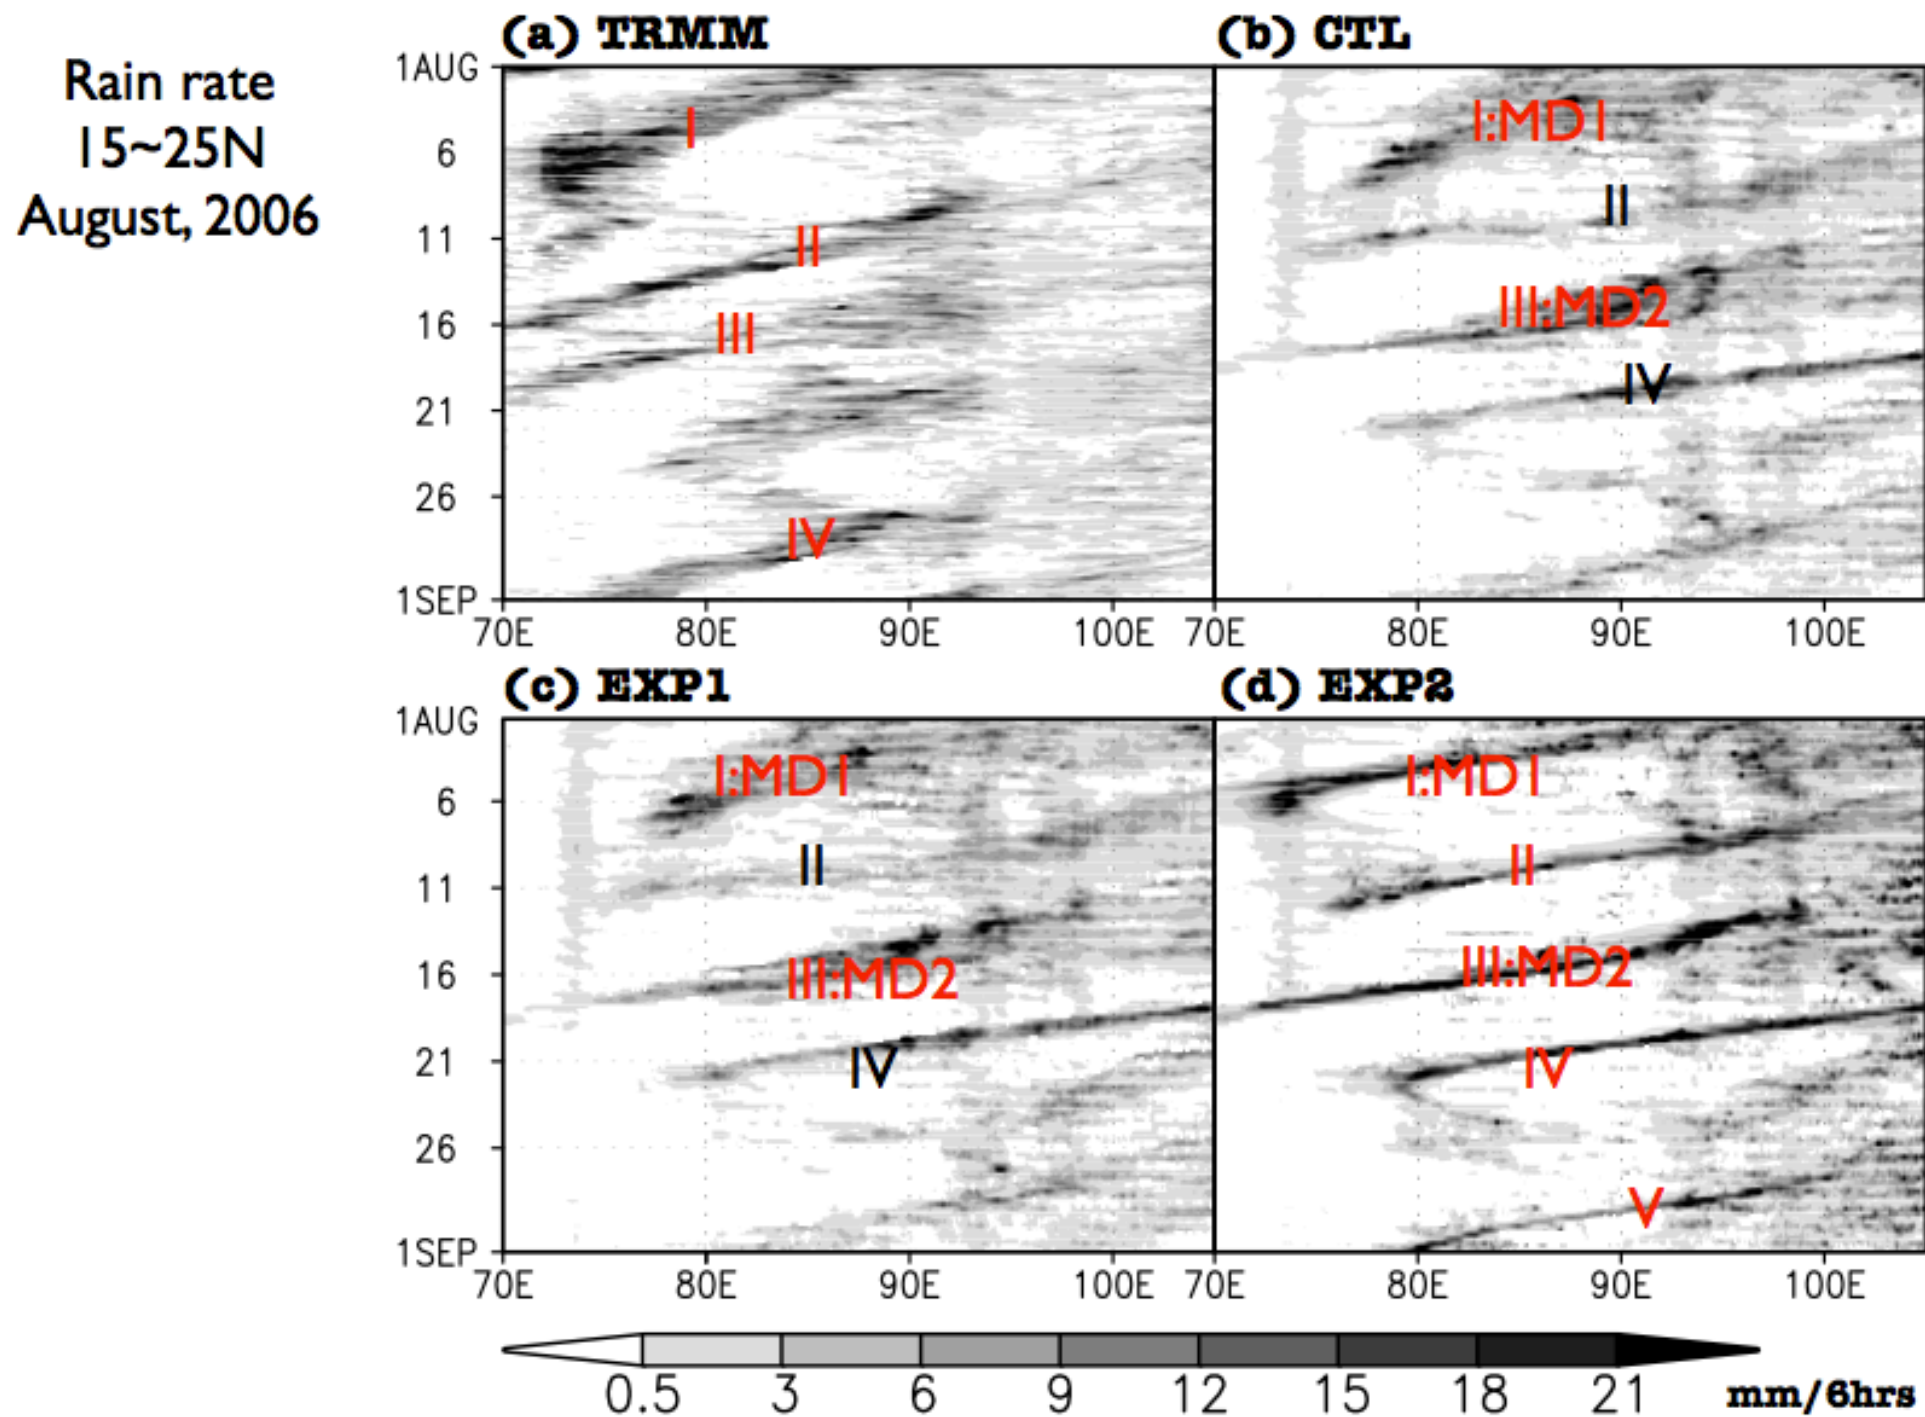 Rain rate
15~25N
August, 2006
(a) TRMM
1AUG
6
11
16
21
26
1SEP
I
II
III
IV
70E 80E 90E 100E
(b) CTL
I:MD1
II
III:MD2
IV
70E 80E 90E 100E
(c) EXP1
1AUG
6
11
16
21
26
1SEP
I:MD1
II
III:MD2
IV
70E 80E 90E 100E
(d) EXP2
I:MD1
II
III:MD2
IV
V
70E 80E 90E 100E
0.5 3 6 9 12 15 18 21 mm/6hrs